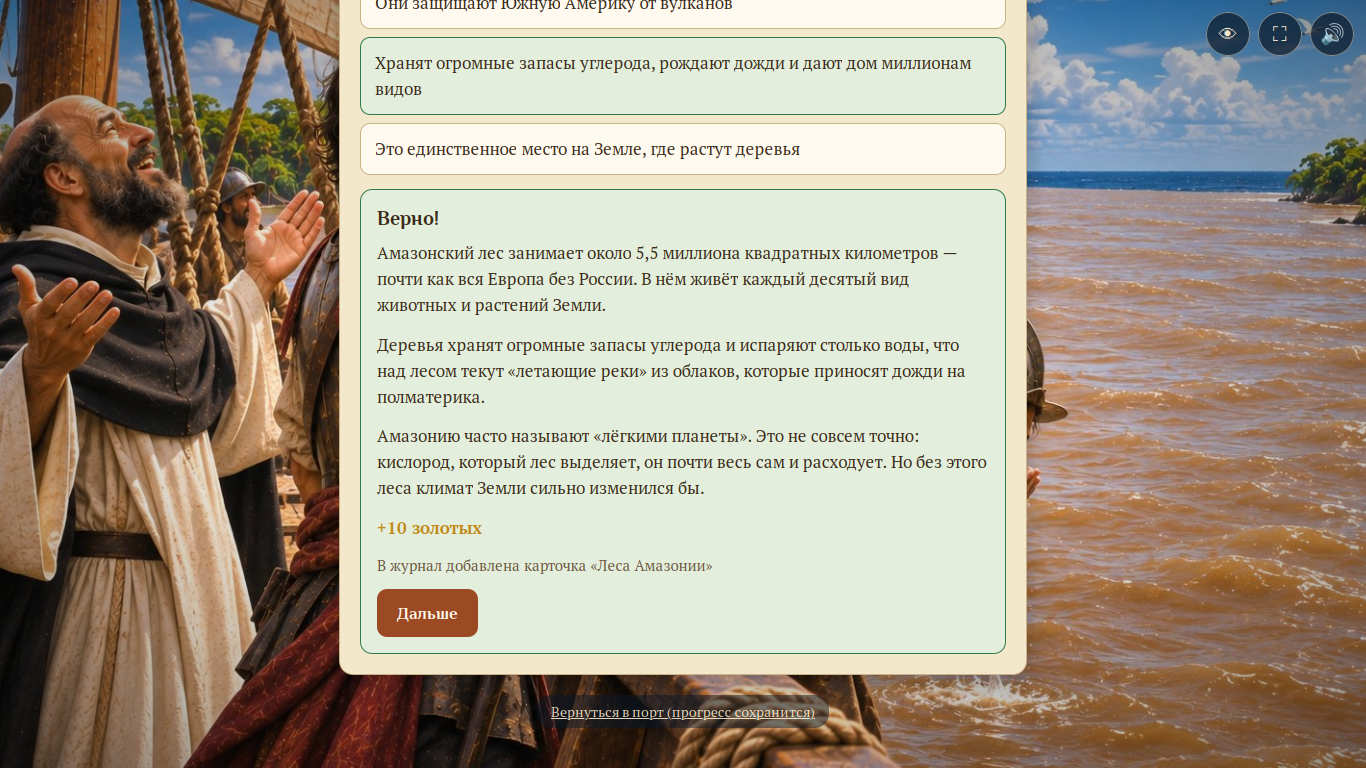 Они защищают Южную Америку от вулканов
Хранят огромные запасы углерода, рождают дожди и дают дом миллионам
видов
Это единственное место на Земле, где растут деревья
Верно!
Амазонский лес занимает около 5,5 миллиона квадратных километров —
почти как вся Европа без России. В нём живёт каждый десятый вид
животных и растений Земли.
Деревья хранят огромные запасы углерода и испаряют столько воды, что
над лесом текут «летающие реки» из облаков, которые приносят дожди на
полматерика.
Амазонию часто называют «лёгкими планеты». Это не совсем точно:
кислород, который лес выделяет, он почти весь сам и расходует. Но без этого
леса климат Земли сильно изменился бы.
+10 золотых
В журнал добавлена карточка «Леса Амазонии»
Дальше
Вернуться в порт (прогресс сохранится)